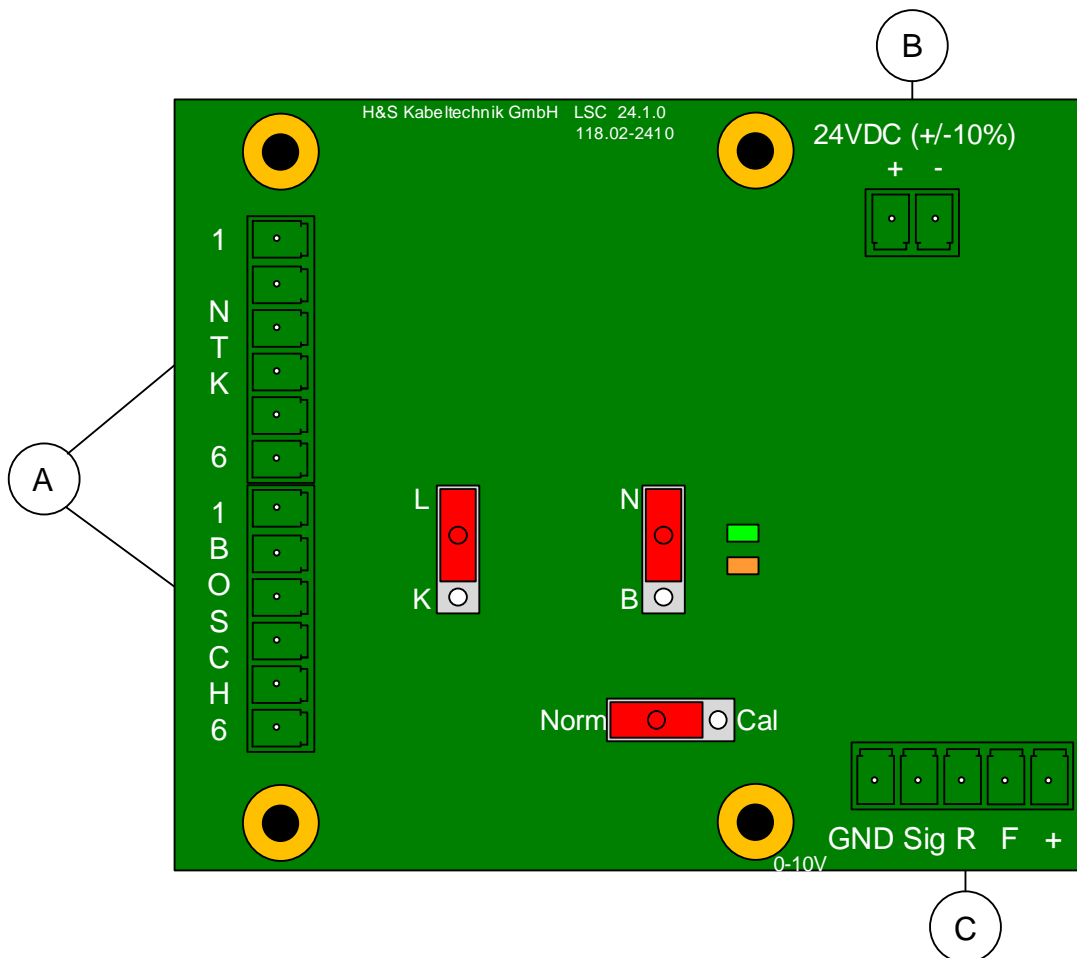 B
H&S Kabeltechnik GmbH LSC 24.1.0
118.02-2410
24VDC (+/-10%)
+ -
1
N
T
K
6
A
1
B
O
S
C
H
6
L
K
N
B
Norm Cal
GND Sig R F +
0-10V
C